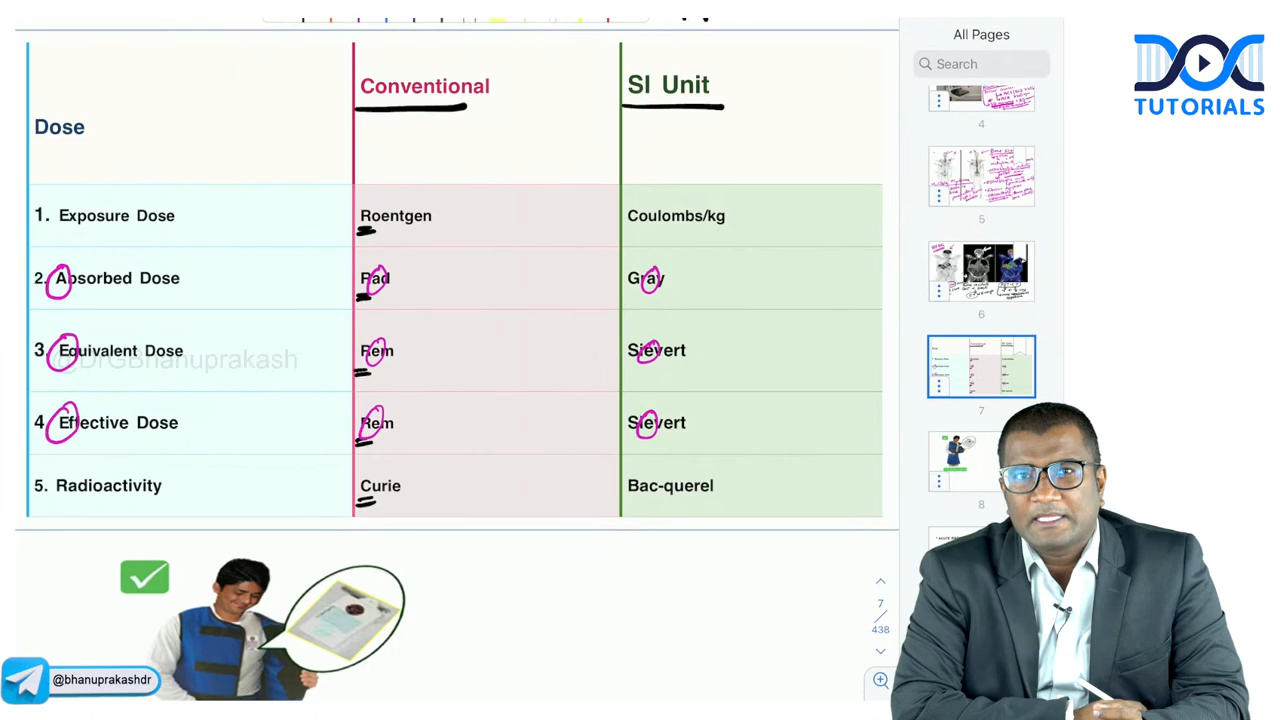 All Pages
Search
DOC
TUTORIALS
Dose
Conventional
SI Unit
1. Exposure Dose
Roentgen
Coulombs/kg
2. Absorbed Dose
Rad
Gray
3. Equivalent Dose
Rem
Sievert
@DrGBhanuprakash
4 Effective Dose
Rem
Sievert
5. Radioactivity
Curie
Bac-querel
4
5
6
7
8
7
438
@bhanuprakashdr